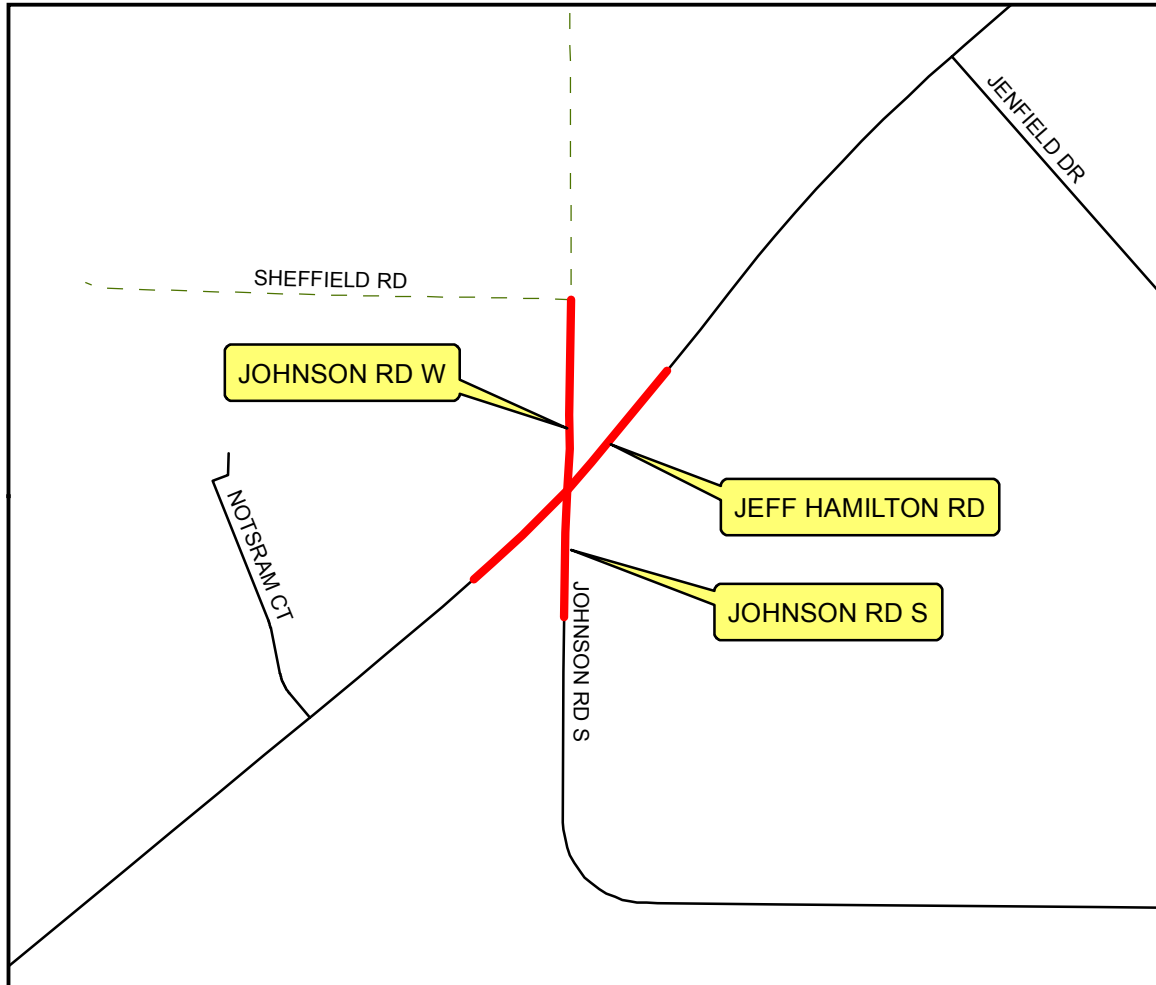 JENFIELD DR
SHEFFIELD RD
JOHNSON RD W
JEFF HAMILTON RD
NOTSRAM CT
JOHNSON RD S
JOHNSON RD S